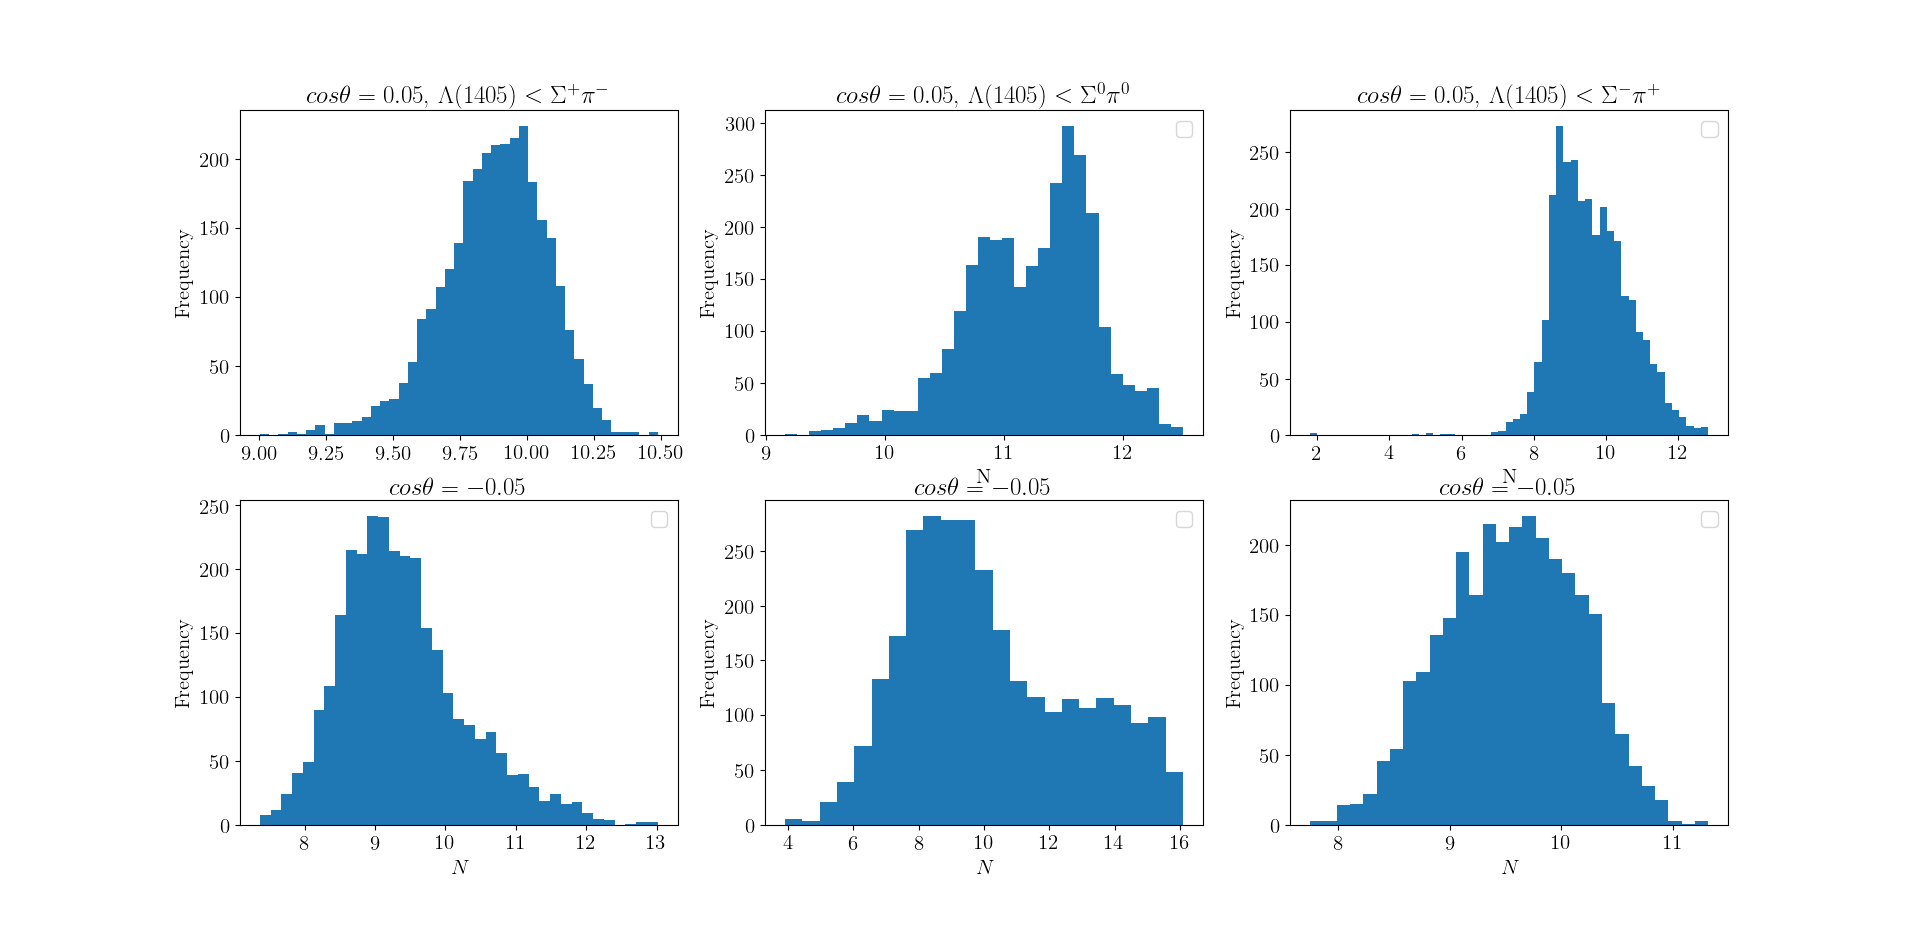 cosθ = 0.05, Λ(1405) < Σ⁺π⁻
cosθ = 0.05, Λ(1405) < Σ⁰π⁰
cosθ = 0.05, Λ(1405) < Σ⁻π⁺
Frequency
200
150
100
50
0
9.00 9.25 9.50 9.75 10.00 10.25 10.50
Frequency
300
250
200
150
100
50
0
9 10 11 12
N
Frequency
250
200
150
100
50
0
2 4 6 8 10 12
N
cosθ = −0.05
cosθ = −0.05
cosθ = −0.05
Frequency
250
200
150
100
50
0
8 9 10 11 12 13
N
Frequency
250
200
150
100
50
0
4 6 8 10 12 14 16
N
Frequency
200
150
100
50
0
8 9 10 11
N